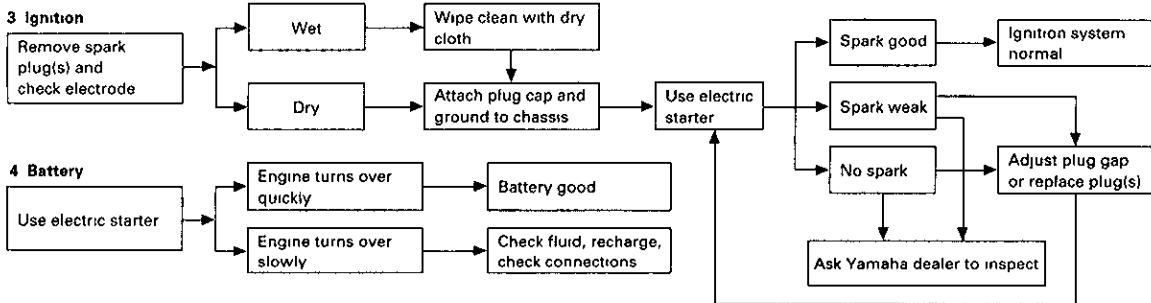 3 Ignition
Remove spark
plug(s) and
check electrode
Wet
Wipe clean with dry
cloth
Dry
Attach plug cap and
ground to chassis
Use electric
starter
Spark good
Ignition system
normal
Spark weak
No spark
Adjust plug gap
or replace plug(s)
Ask Yamaha dealer to inspect
4 Battery
Use electric starter
Engine turns over
quickly
Battery good
Engine turns over
slowly
Check fluid, recharge,
check connections